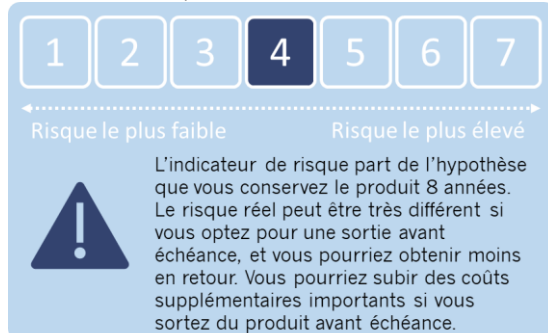 1 2 3 4 5 6 7
Risque le plus faible Risque le plus élevé
L'indicateur de risque part de l'hypothèse
que vous conservez le produit 8 années.
Le risque réel peut être très différent si
vous optez pour une sortie avant
échéance, et vous pourriez obtenir moins
en retour. Vous pourriez subir des coûts
supplémentaires importants si vous
sortez du produit avant échéance.